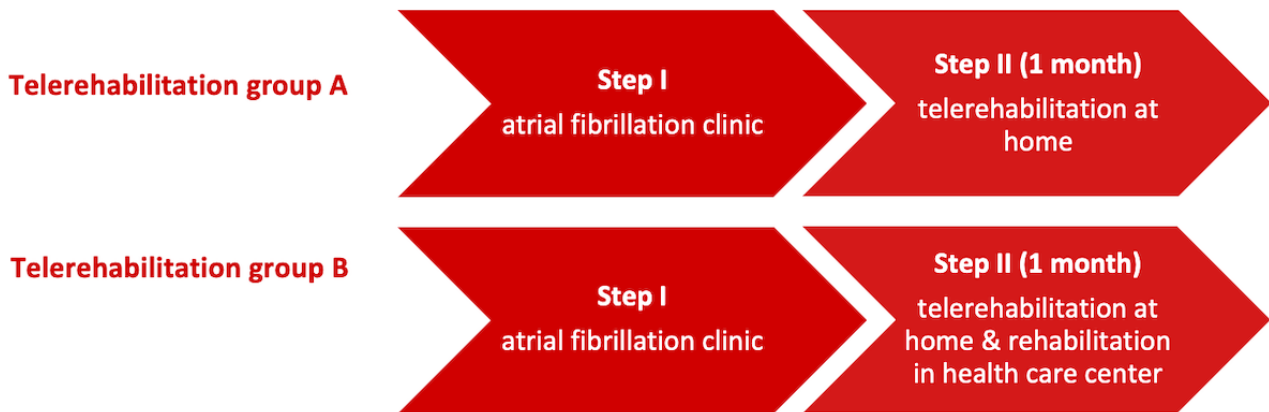 Telerehabilitation group A
Step I
atrial fibrillation clinic
Step II (1 month)
telerehabilitation at
home
Telerehabilitation group B
Step I
atrial fibrillation clinic
Step II (1 month)
telerehabilitation at
home & rehabilitation
in health care center